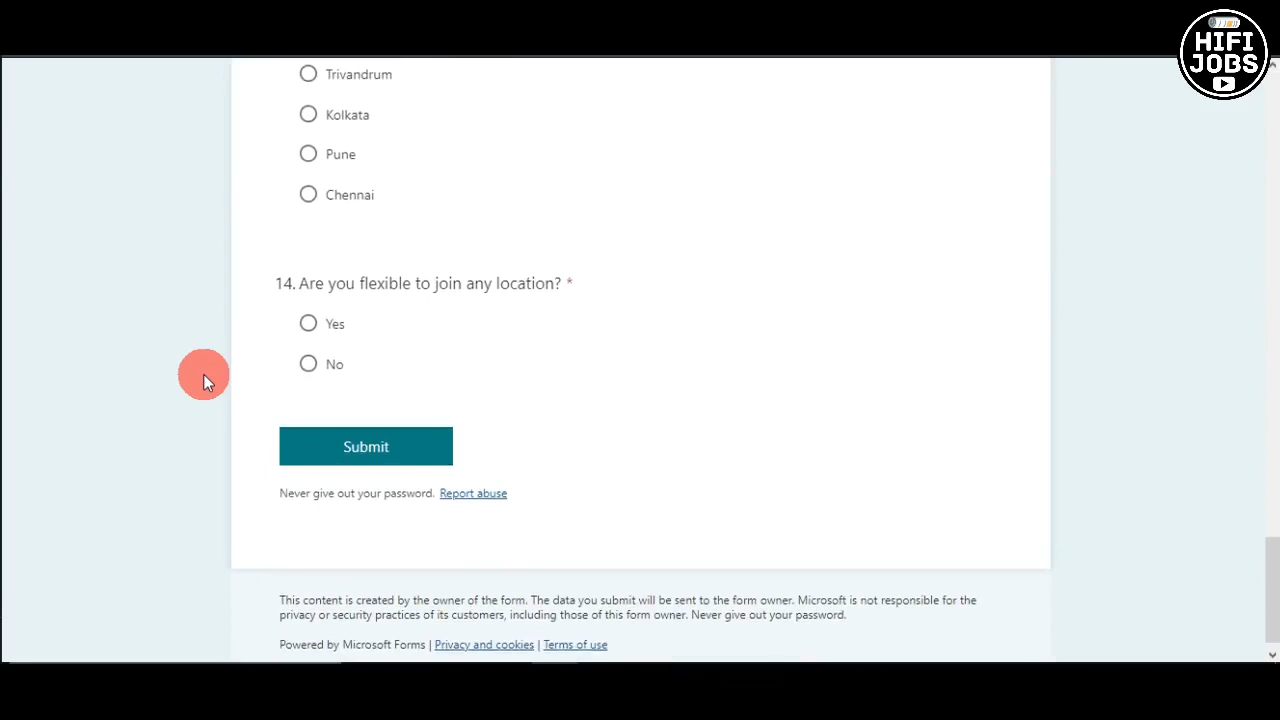 HIFI
JOBS
Trivandrum
Kolkata
Pune
Chennai
14. Are you flexible to join any location? *
Yes
No
Submit
Never give out your password. Report abuse
This content is created by the owner of the form. The data you submit will be sent to the form owner. Microsoft is not responsible for the
privacy or security practices of its customers, including those of this form owner. Never give out your password.
Powered by Microsoft Forms | Privacy and cookies | Terms of use